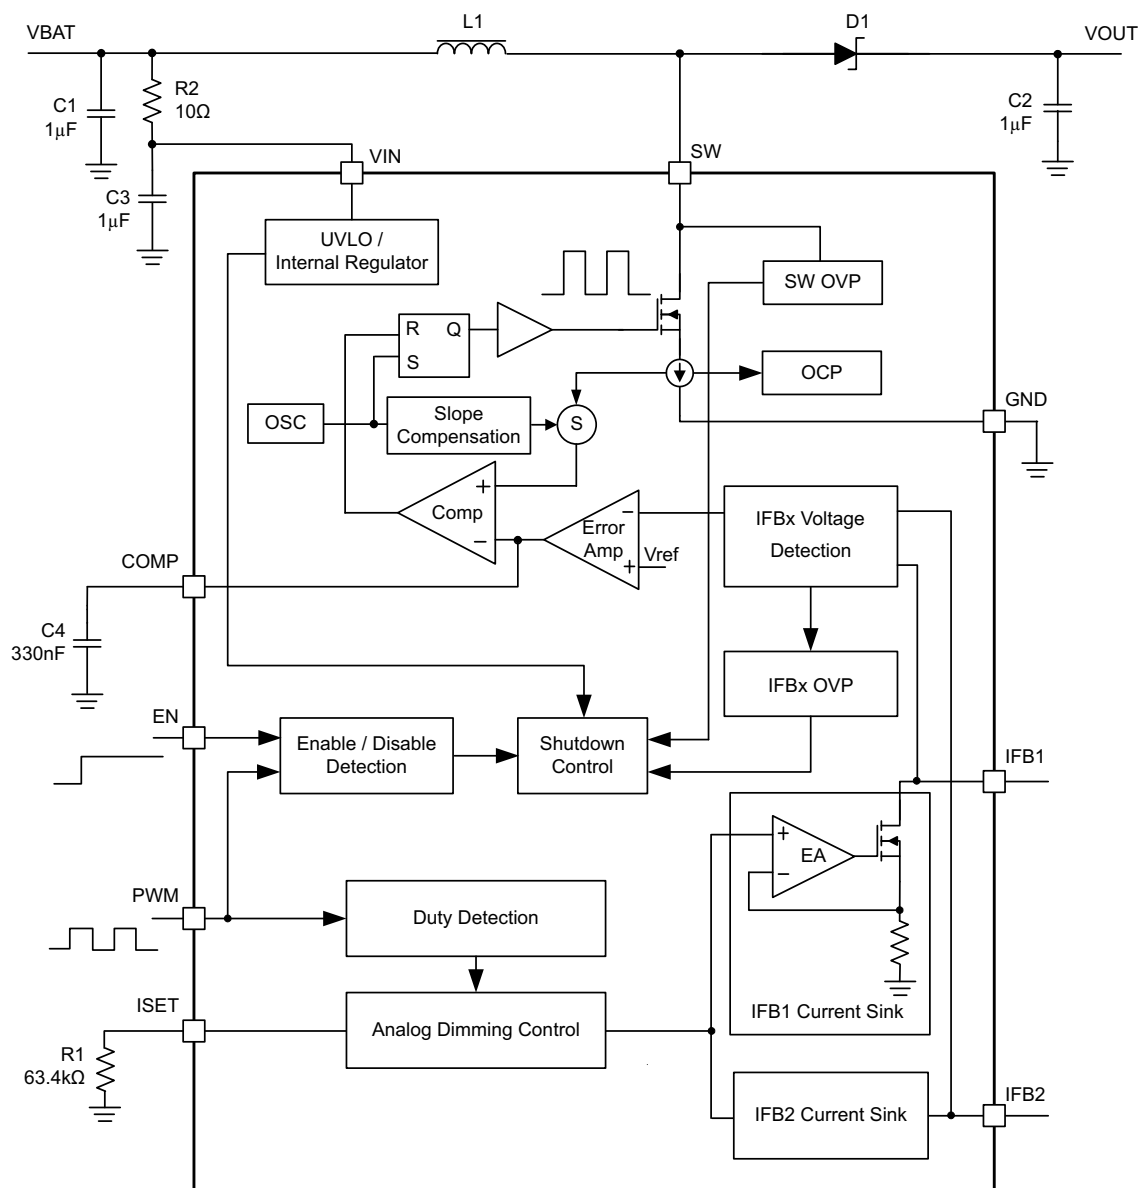 VBAT
L1
D1
VOUT
R2
10Ω
C1
1μF
C2
1μF
VIN
SW
C3
1μF
UVLO /
Internal Regulator
SW OVP
R
Q
S
OCP
GND
OSC
Slope
Compensation
S
+
Comp
−
−
Error
Amp
+
Vref
IFBx Voltage
Detection
COMP
C4
330nF
IFBx OVP
EN
Enable / Disable
Detection
Shutdown
Control
IFB1
+
EA
−
PWM
Duty Detection
ISET
Analog Dimming Control
IFB1 Current Sink
R1
63.4kΩ
IFB2 Current Sink
IFB2